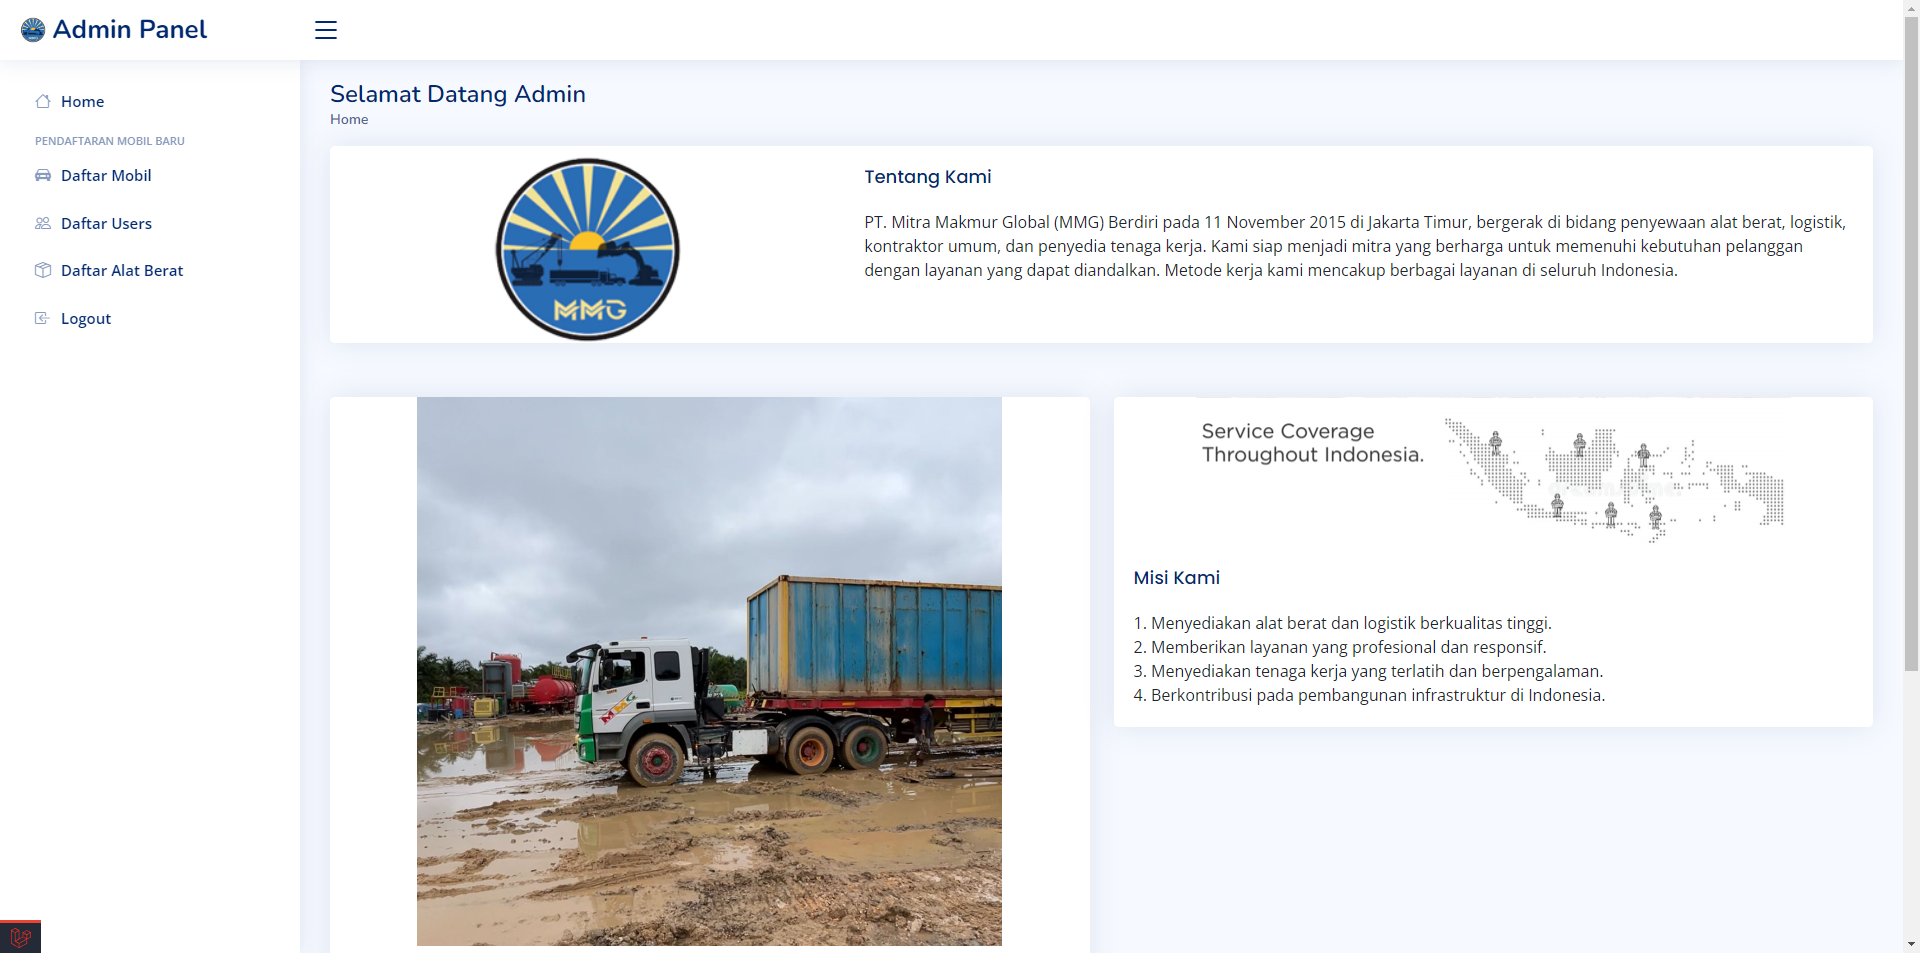 Admin Panel
Home
PENDAFTARAN MOBIL BARU
Daftar Mobil
Daftar Users
Daftar Alat Berat
Logout
Selamat Datang Admin
Home
MMG
Tentang Kami
PT. Mitra Makmur Global (MMG) Berdiri pada 11 November 2015 di Jakarta Timur, bergerak di bidang penyewaan alat berat, logistik,
kontraktor umum, dan penyedia tenaga kerja. Kami siap menjadi mitra yang berharga untuk memenuhi kebutuhan pelanggan
dengan layanan yang dapat diandalkan. Metode kerja kami mencakup berbagai layanan di seluruh Indonesia.
MMG
Service Coverage
Throughout Indonesia.
Misi Kami
1. Menyediakan alat berat dan logistik berkualitas tinggi.
2. Memberikan layanan yang profesional dan responsif.
3. Menyediakan tenaga kerja yang terlatih dan berpengalaman.
4. Berkontribusi pada pembangunan infrastruktur di Indonesia.